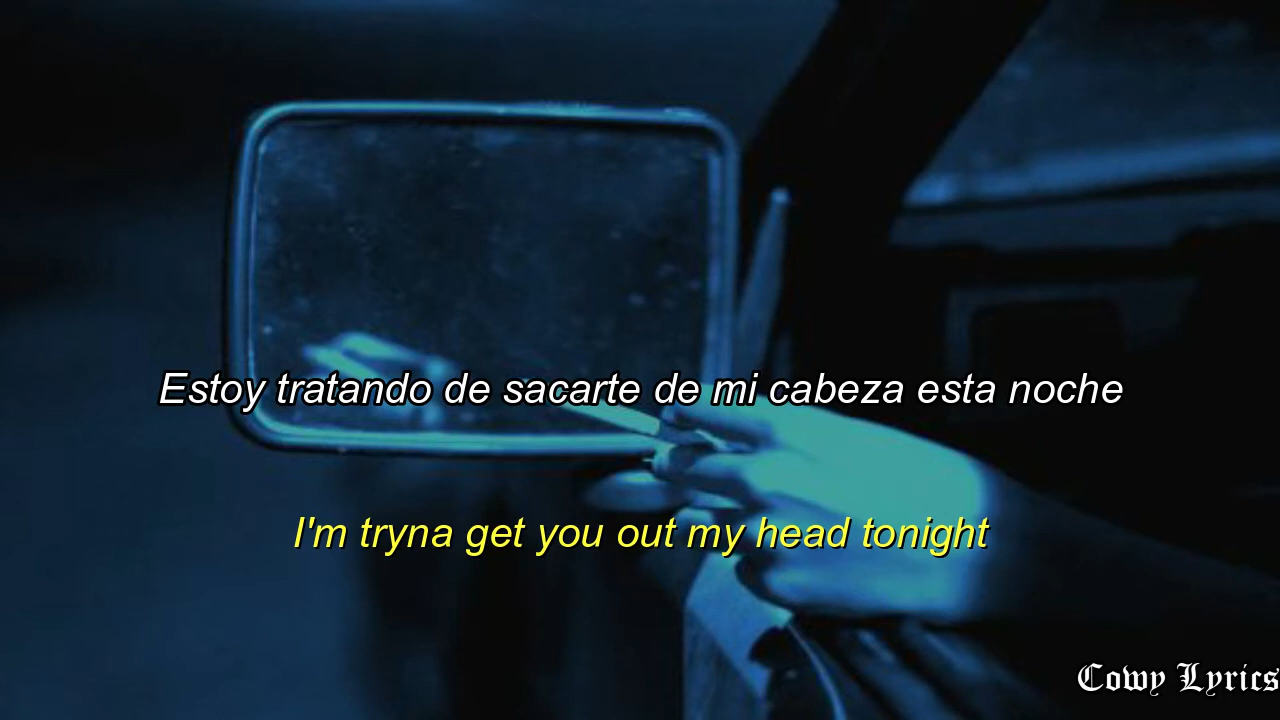 Estoy tratando de sacarte de mi cabeza esta noche
I'm tryna get you out my head tonight
Cowy Lyrics